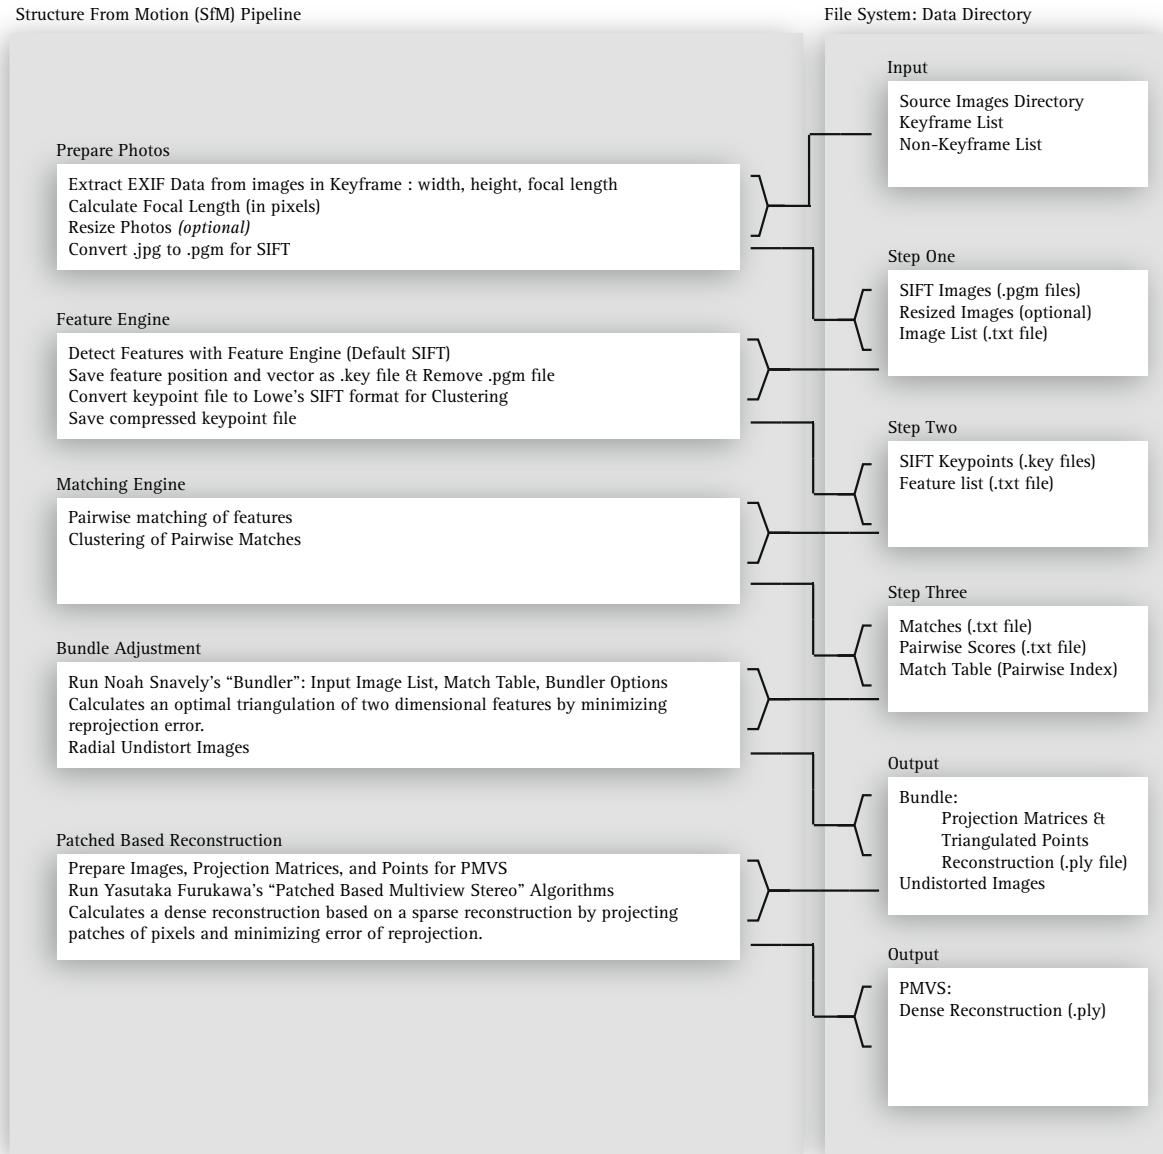 Structure From Motion (SfM) Pipeline
File System: Data Directory
Prepare Photos
Extract EXIF Data from images in Keyframe : width, height, focal length
Calculate Focal Length (in pixels)
Resize Photos (optional)
Convert .jpg to .pgm for SIFT
Feature Engine
Detect Features with Feature Engine (Default SIFT)
Save feature position and vector as .key file & Remove .pgm file
Convert keypoint file to Lowe's SIFT format for Clustering
Save compressed keypoint file
Matching Engine
Pairwise matching of features
Clustering of Pairwise Matches
Bundle Adjustment
Run Noah Snavely's “Bundler”: Input Image List, Match Table, Bundler Options
Calculates an optimal triangulation of two dimensional features by minimizing
reprojection error.
Radial Undistort Images
Patched Based Reconstruction
Prepare Images, Projection Matrices, and Points for PMVS
Run Yasutaka Furukawa's “Patched Based Multiview Stereo” Algorithms
Calculates a dense reconstruction based on a sparse reconstruction by projecting
patches of pixels and minimizing error of reprojection.
Input
Source Images Directory
Keyframe List
Non-Keyframe List
Step One
SIFT Images (.pgm files)
Resized Images (optional)
Image List (.txt file)
Step Two
SIFT Keypoints (.key files)
Feature list (.txt file)
Step Three
Matches (.txt file)
Pairwise Scores (.txt file)
Match Table (Pairwise Index)
Output
Bundle:
Projection Matrices &
Triangulated Points
Reconstruction (.ply file)
Undistorted Images
Output
PMVS:
Dense Reconstruction (.ply)